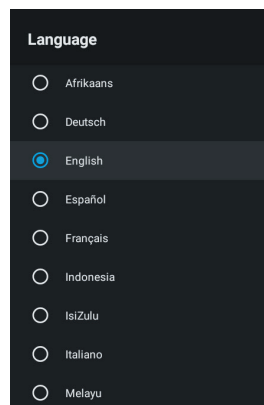 Language
Afrikaans
Deutsch
English
Español
Français
Indonesia
IsiZulu
Italiano
Melayu